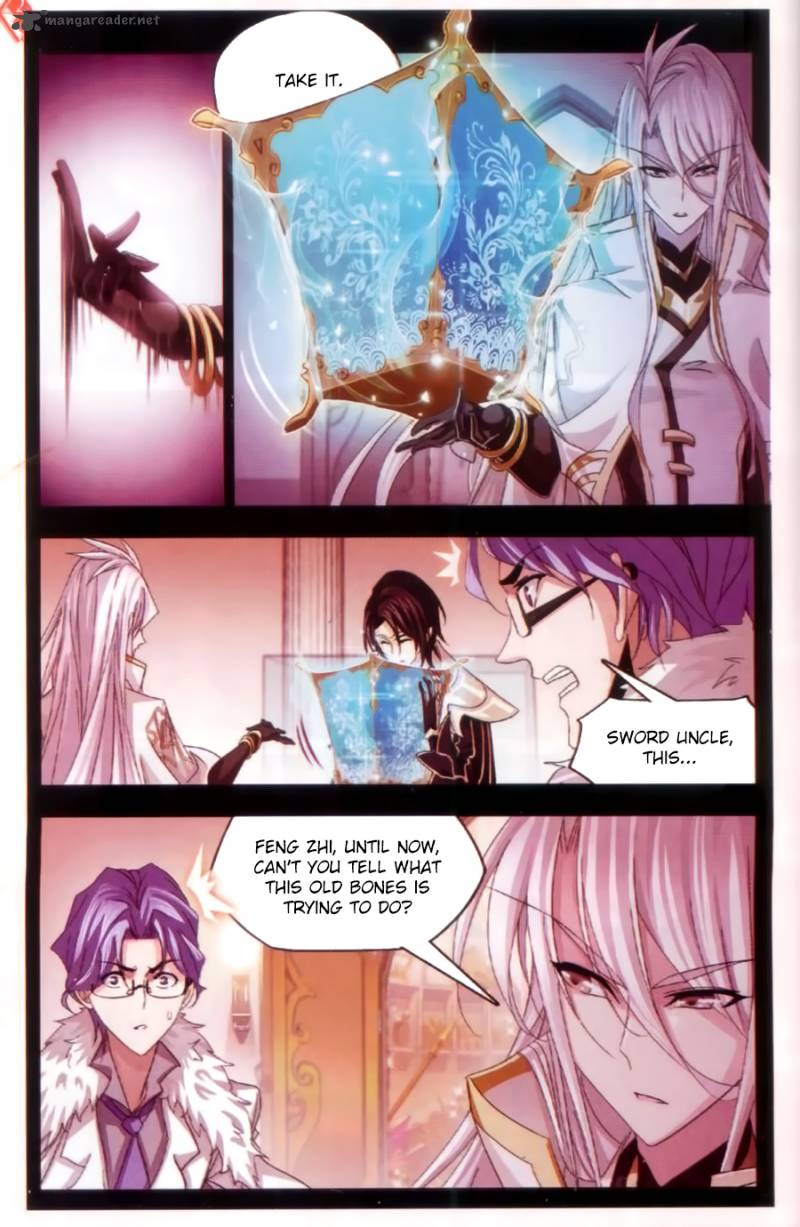 mangareader.net
TAKE IT.
SWORD UNCLE,
THIS...
FENG ZHI, UNTIL NOW,
CAN'T YOU TELL WHAT
THIS OLD BONES IS
TRYING TO DO?